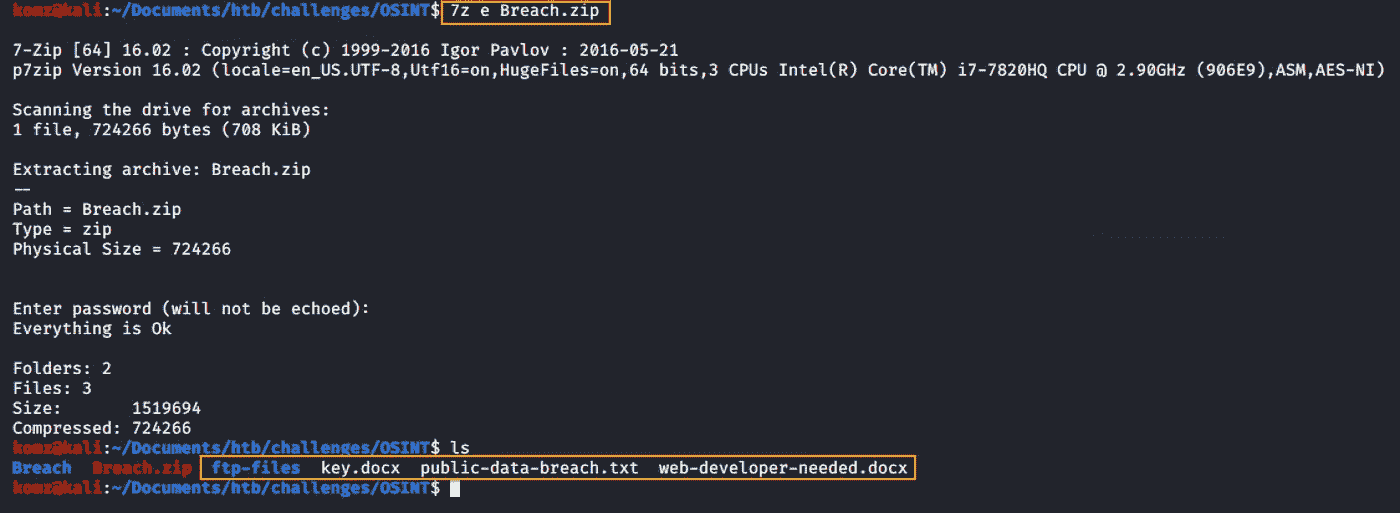 komz@kali:~/Documents/htb/challenges/OSINT$ 7z e Breach.zip
7-Zip [64] 16.02 : Copyright (c) 1999-2016 Igor Pavlov : 2016-05-21
p7zip Version 16.02 (locale=en_US.UTF-8,Utf16=on,HugeFiles=on,64 bits,3 CPUs Intel(R) Core(TM) i7-7820HQ CPU @ 2.90GHz (906E9),ASM,AES-NI)
Scanning the drive for archives:
1 file, 724266 bytes (708 KiB)
Extracting archive: Breach.zip
--
Path = Breach.zip
Type = zip
Physical Size = 724266
Enter password (will not be echoed):
Everything is Ok
Folders: 2
Files: 3
Size:       1519694
Compressed: 724266
komz@kali:~/Documents/htb/challenges/OSINT$ ls
Breach  Breach.zip  ftp-files  key.docx  public-data-breach.txt  web-developer-needed.docx
komz@kali:~/Documents/htb/challenges/OSINT$